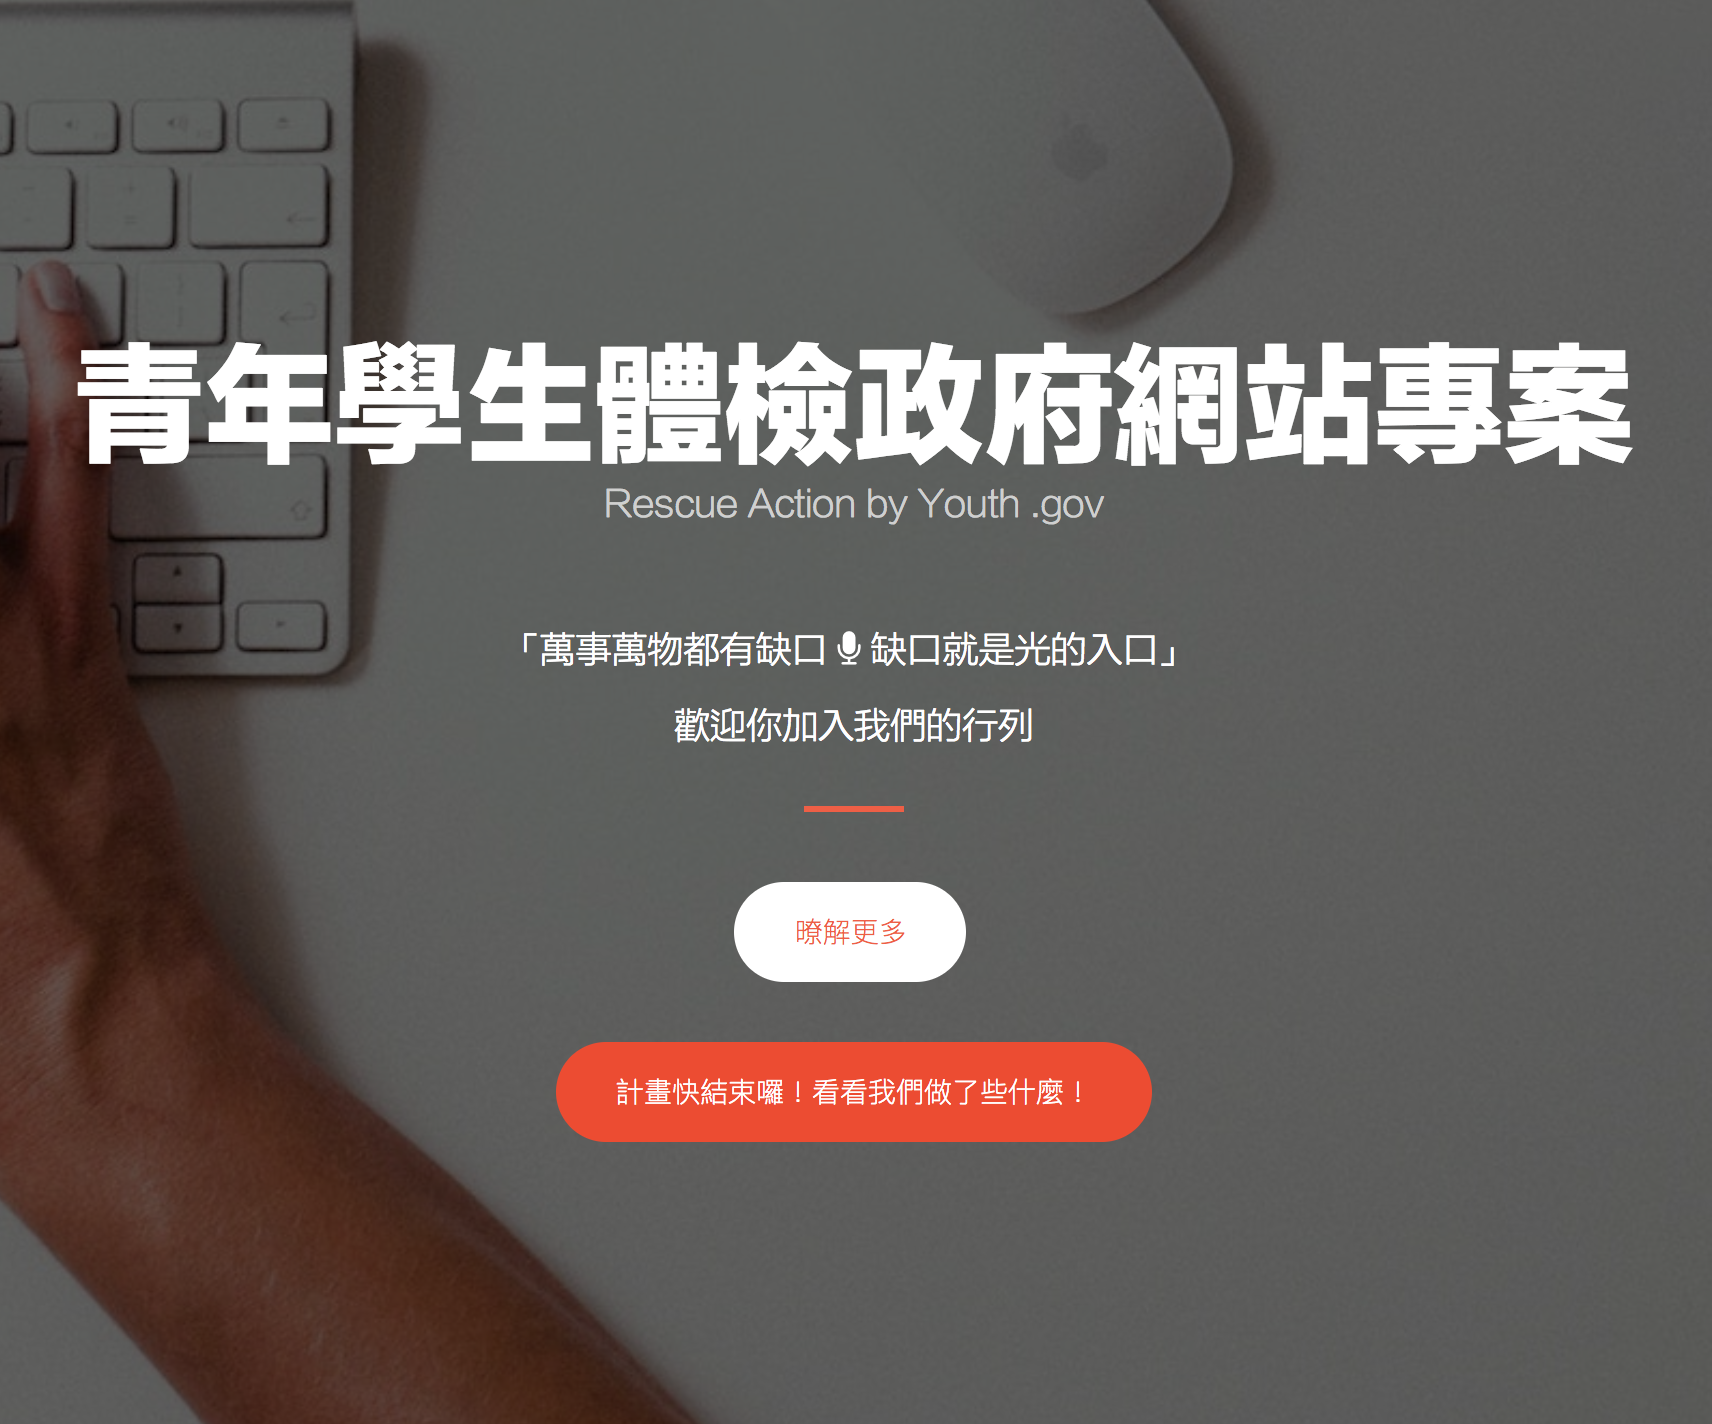 青年學生體檢政府網站專案
Rescue Action by Youth .gov
「萬事萬物都有缺口 缺口就是光的入口」
歡迎你加入我們的行列
暸解更多
計畫快結束囉！看看我們做了些什麼！